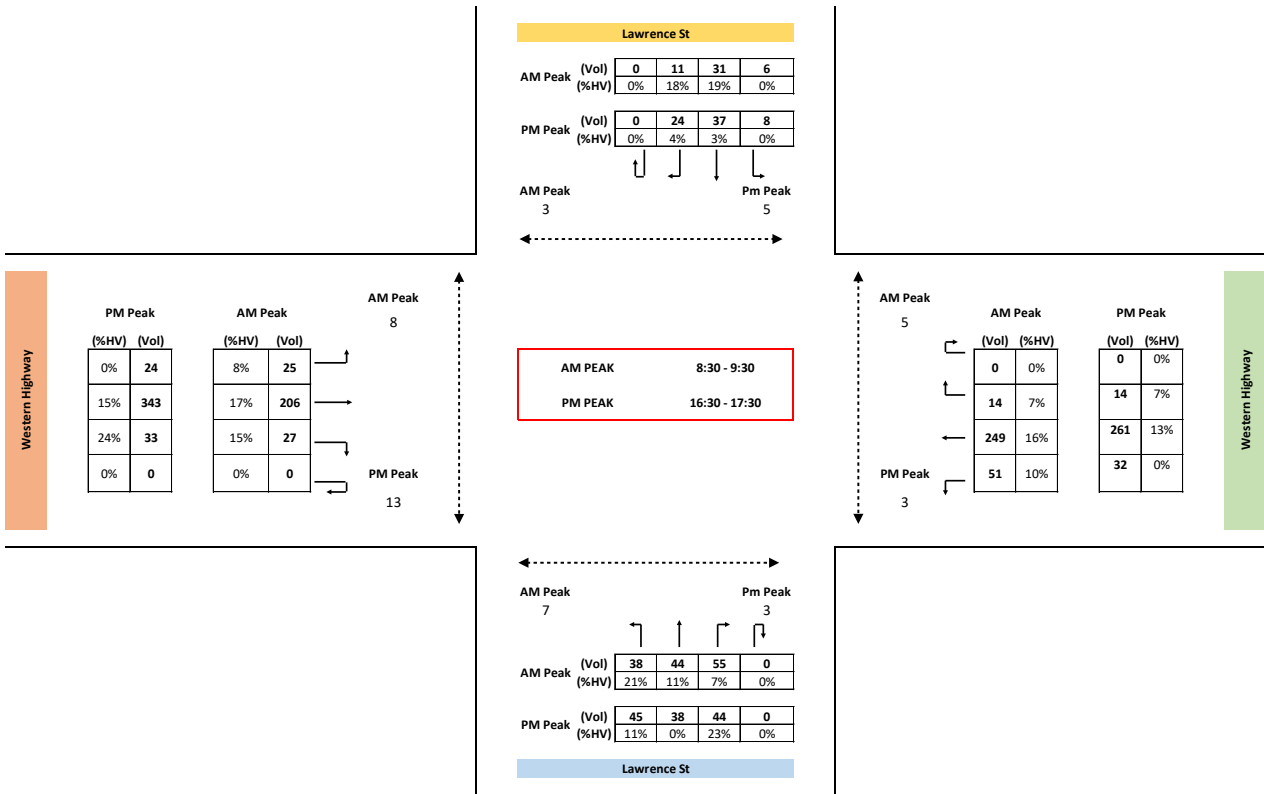 Lawrence St
AM Peak (Vol) 0 11 31 6
(%HV) 0% 18% 19% 0%
PM Peak (Vol) 0 24 37 8
(%HV) 0% 4% 3% 0%
AM Peak Pm Peak
3 5
Western Highway
PM Peak AM Peak
(%HV) (Vol) (%HV) (Vol)
0% 24 8% 25
15% 343 17% 206
24% 33 15% 27
0% 0 0% 0
AM Peak
8
PM Peak
13
AM PEAK 8:30 - 9:30
PM PEAK 16:30 - 17:30
AM Peak
5
PM Peak
3
AM Peak PM Peak
(Vol) (%HV) (Vol) (%HV)
0 0% 0 0%
14 7% 14 7%
249 16% 261 13%
51 10% 32 0%
Western Highway
AM Peak Pm Peak
7 3
AM Peak (Vol) 38 44 55 0
(%HV) 21% 11% 7% 0%
PM Peak (Vol) 45 38 44 0
(%HV) 11% 0% 23% 0%
Lawrence St